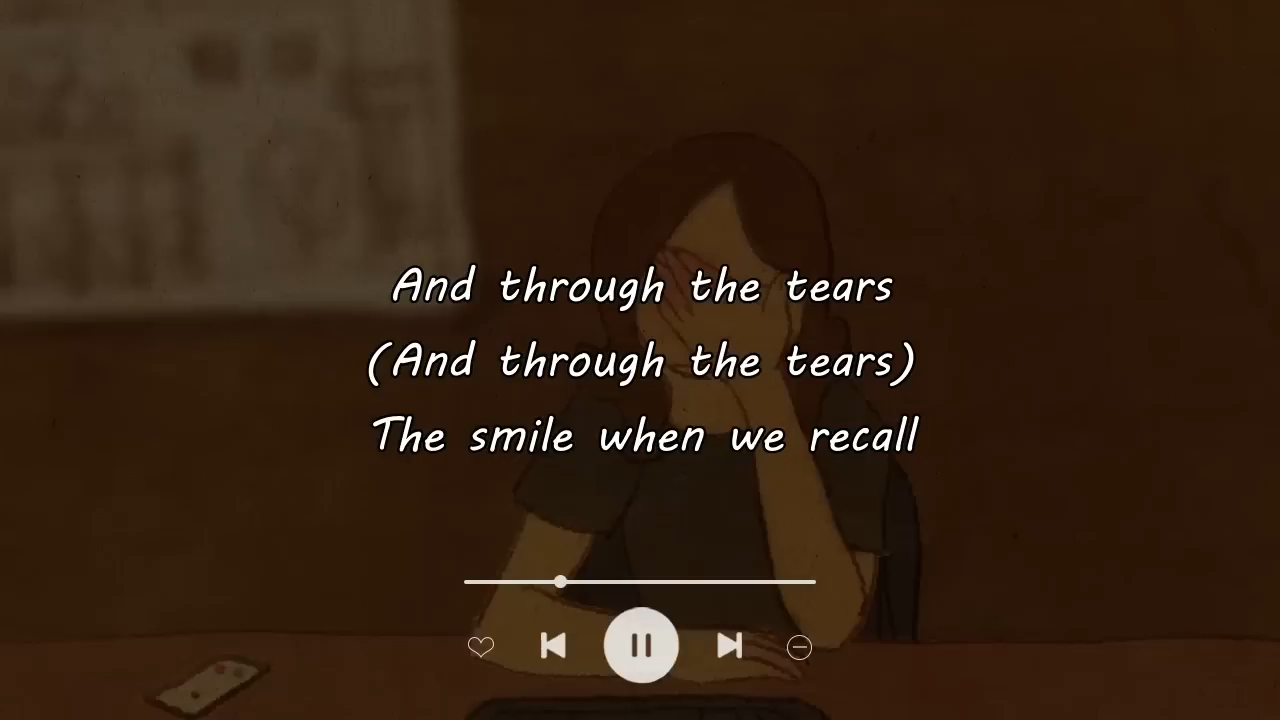 And through the tears
(And through the tears)
The smile when we recall